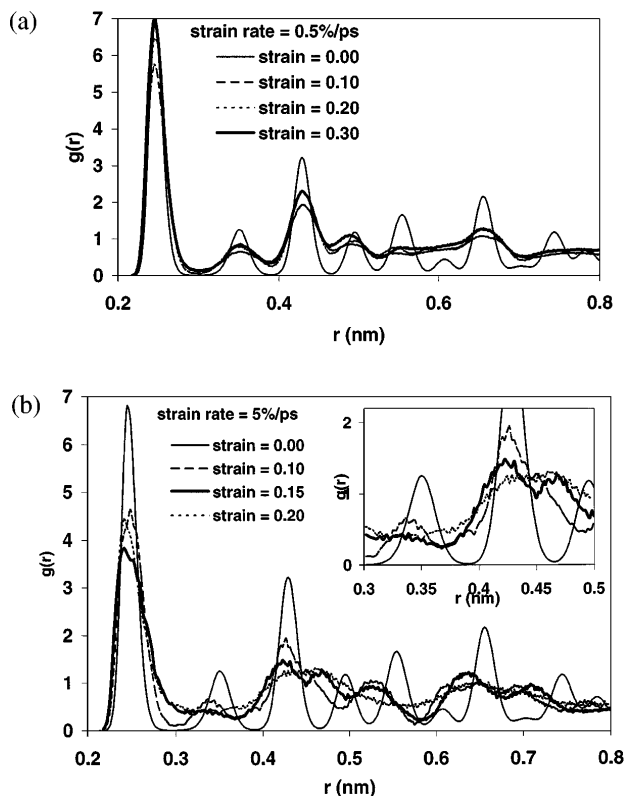 (a)
strain rate = 0.5%/ps
strain = 0.00
strain = 0.10
strain = 0.20
strain = 0.30
g(r)
7
6
5
4
3
2
1
0
0.2 0.4 0.6 0.8
r (nm)
(b)
strain rate = 5%/ps
strain = 0.00
strain = 0.10
strain = 0.15
strain = 0.20
g(r)
7
6
5
4
3
2
1
0
0.2 0.3 0.4 0.5 0.6 0.7 0.8
r (nm)
g(r)
2
1
0
0.3 0.35 0.4 0.45 0.5
r (nm)